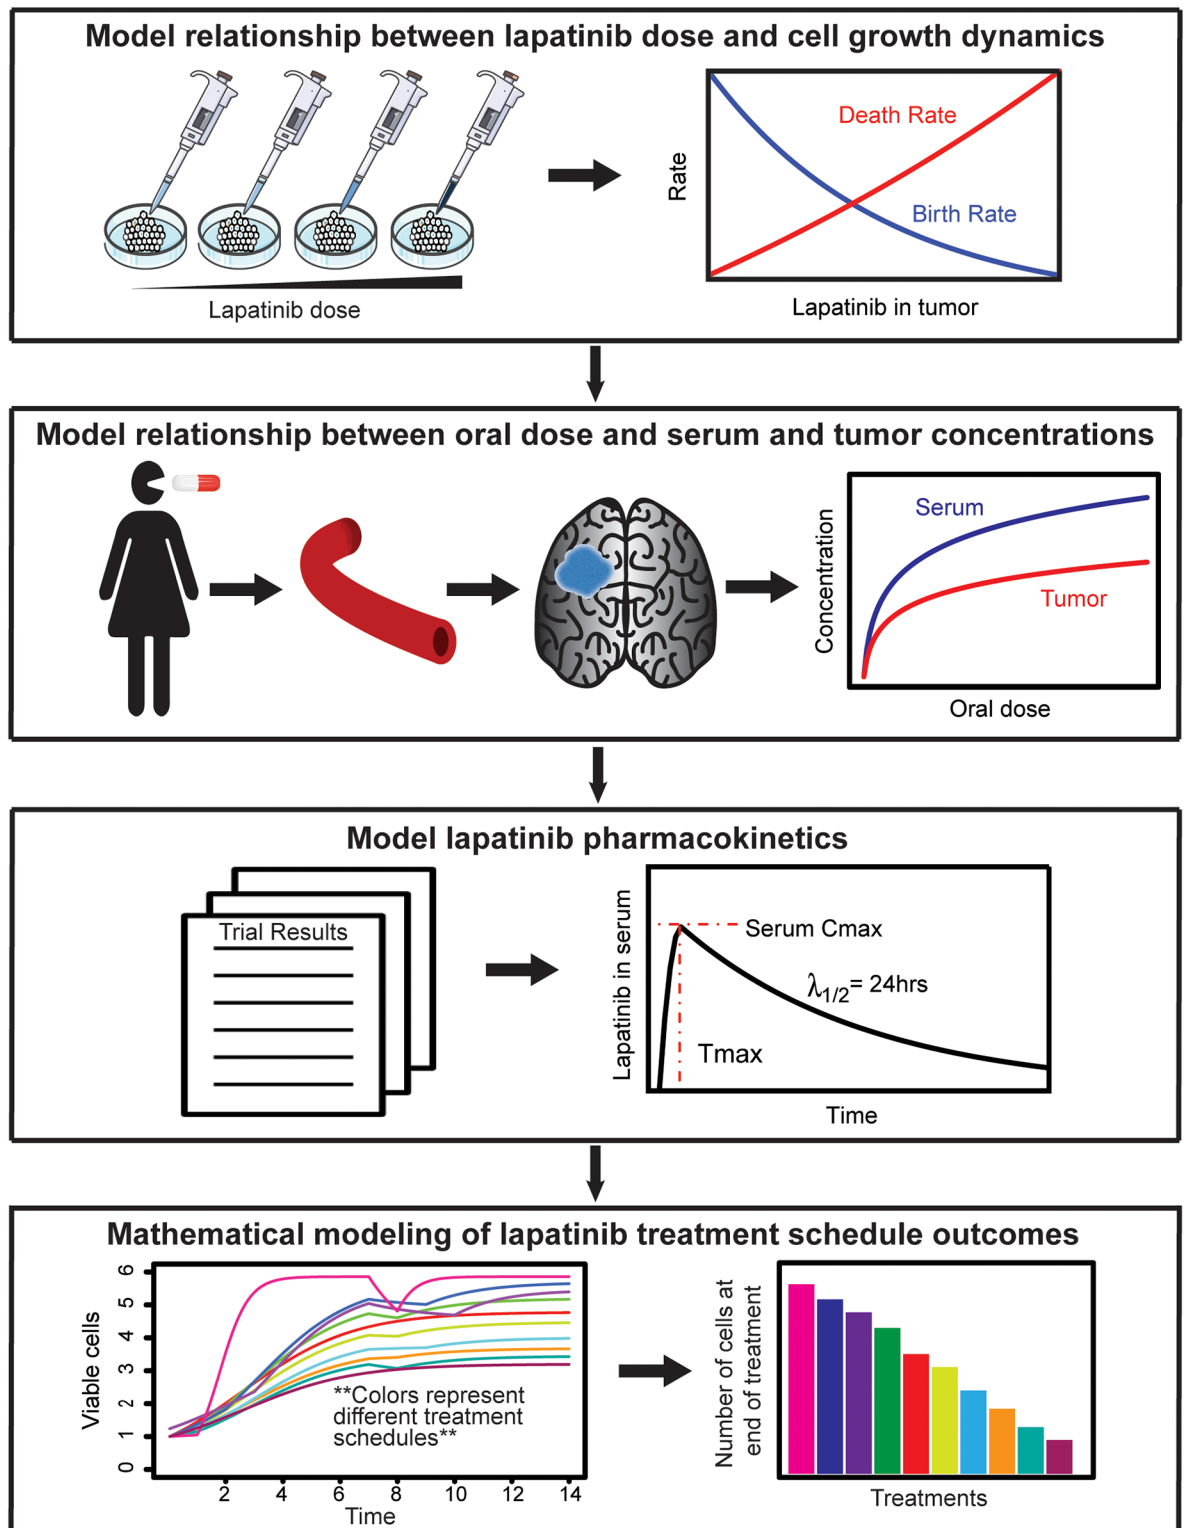 Model relationship between lapatinib dose and cell growth dynamics
Lapatinib dose
Rate
Death Rate
Birth Rate
Lapatinib in tumor
Model relationship between oral dose and serum and tumor concentrations
Concentration
Serum
Tumor
Oral dose
Model lapatinib pharmacokinetics
Trial Results
Lapatinib in serum
Serum Cmax
λ1/2= 24hrs
Tmax
Time
Mathematical modeling of lapatinib treatment schedule outcomes
Viable cells
6
5
4
3
2
1
0
**Colors represent
different treatment
schedules**
2 4 6 8 10 12 14
Time
Number of cells at
end of treatment
Treatments